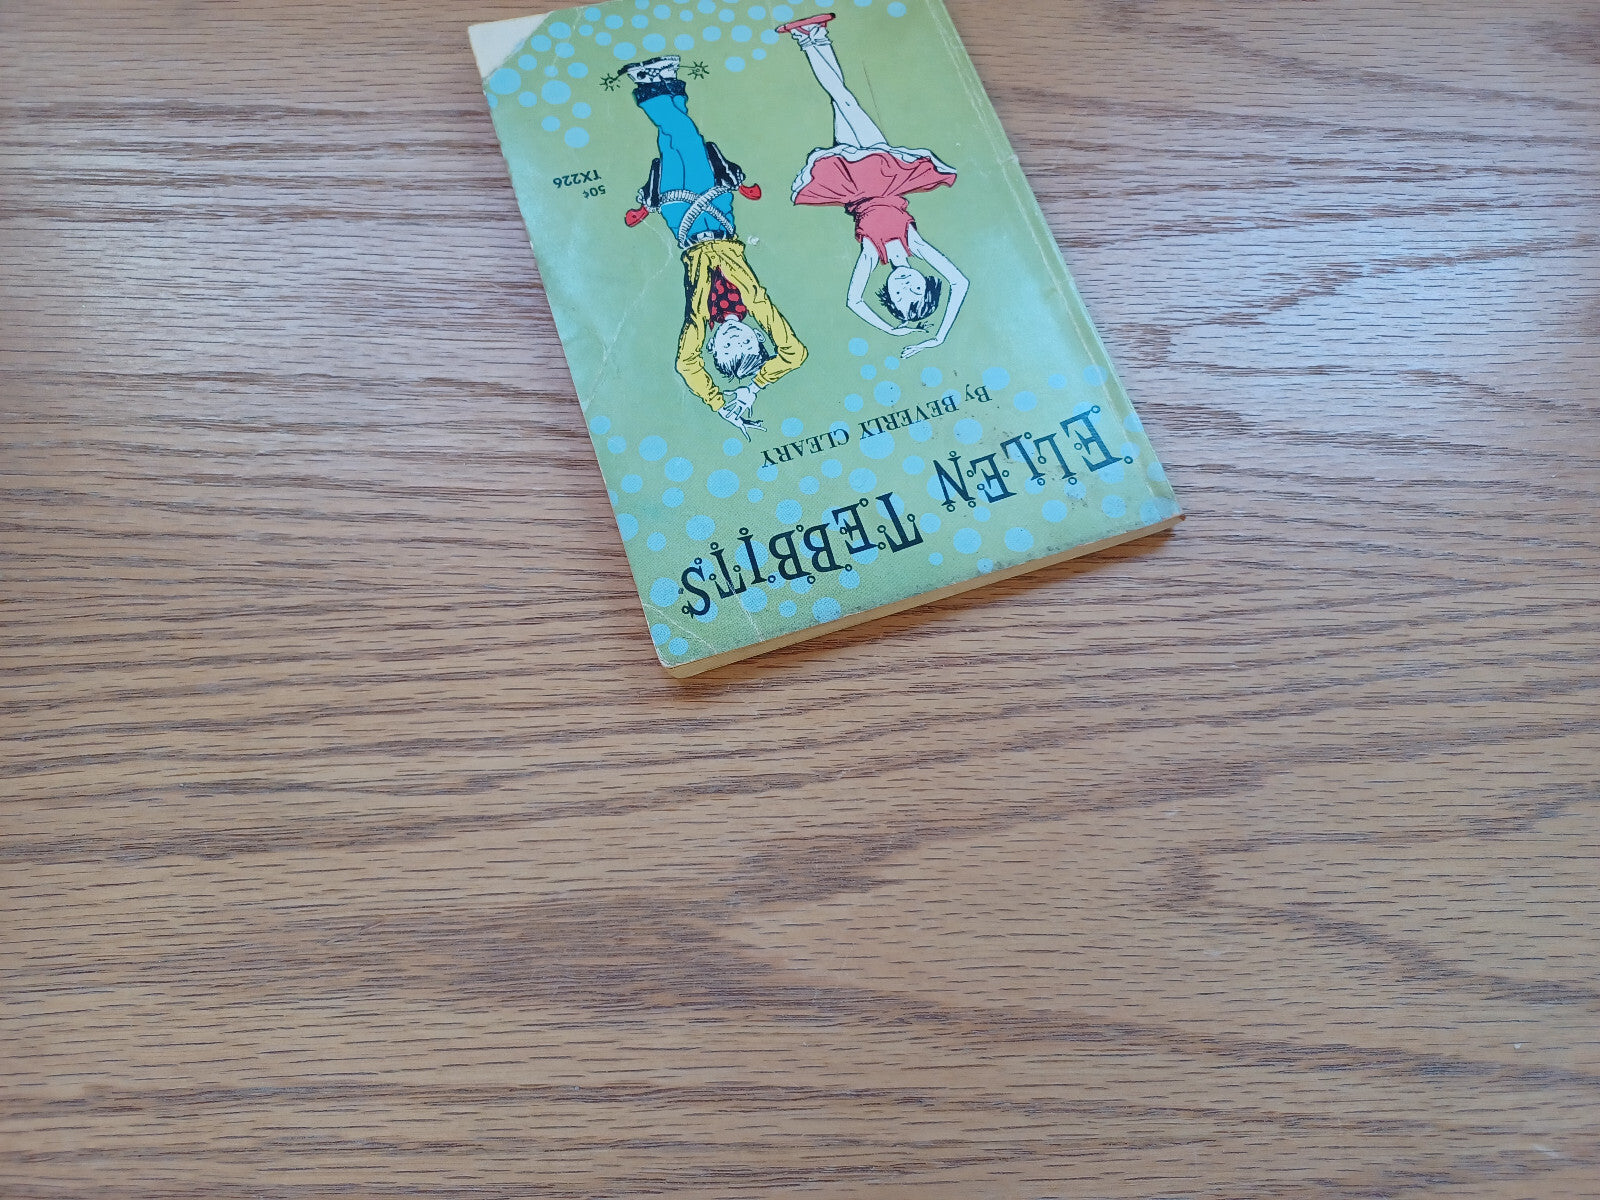 ELLEN TEBBITS
By BEVERLY CLEARY
50¢
TX226